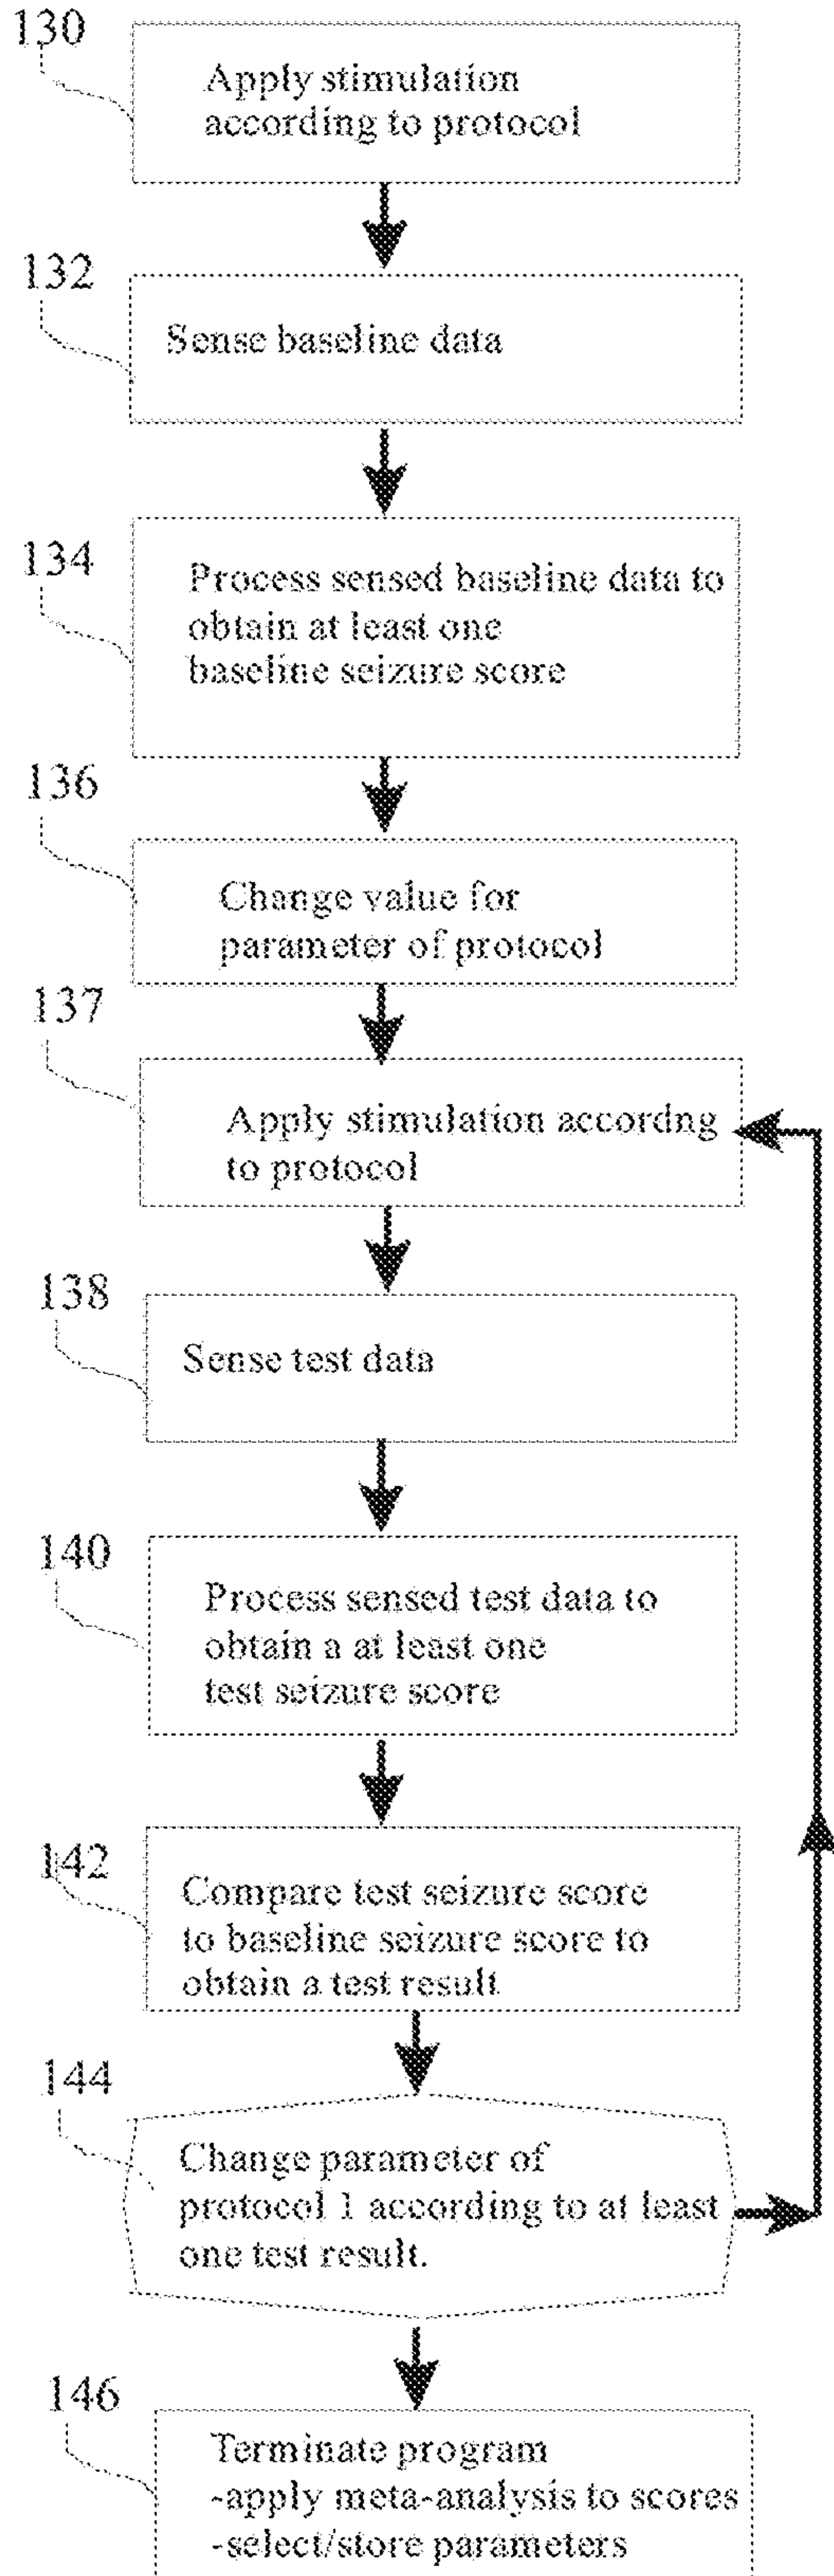 130
Apply stimulation
according to protocol
132
Sense baseline data
134
Process sensed baseline data to
obtain at least one
baseline seizure score
136
Change value for
parameter of protocol
137
Apply stimulation accordng
to protocol
138
Sense test data
140
Process sensed test data to
obtain a at least one
test seizure score
142
Compare test seizure score
to baseline seizure score to
obtain a test result
144
Change parameter of
protocol 1 according to at least
one test result.
146
Terminate program
-apply meta-analysis to scores
-select/store parameters